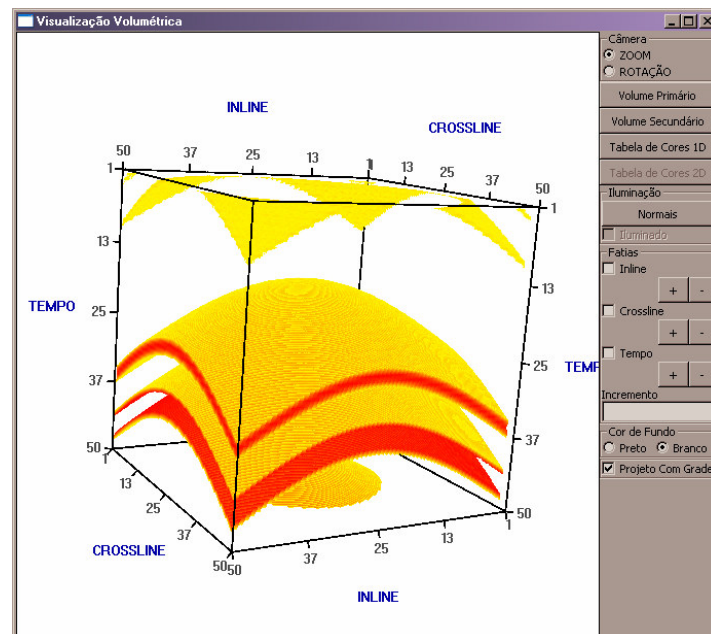 Visualização Volumétrica
INLINE
CROSSLINE
50
37
25
13
1
1
13
25
37
50
1
1
13
25
37
50
TEMPO
13
25
37
50
TEMP
1
13
25
37
50
CROSSLINE
50
37
25
13
1
INLINE
Câmera
ZOOM
ROTAÇÃO
Volume Primário
Volume Secundário
Tabela de Cores 1D
Tabela de Cores 2D
Iluminação
Normais
Iluminado
Fatias
Inline
+ -
Crossline
+ -
Tempo
+ -
Incremento
Cor de Fundo
Preto Branco
Projeto Com Grade